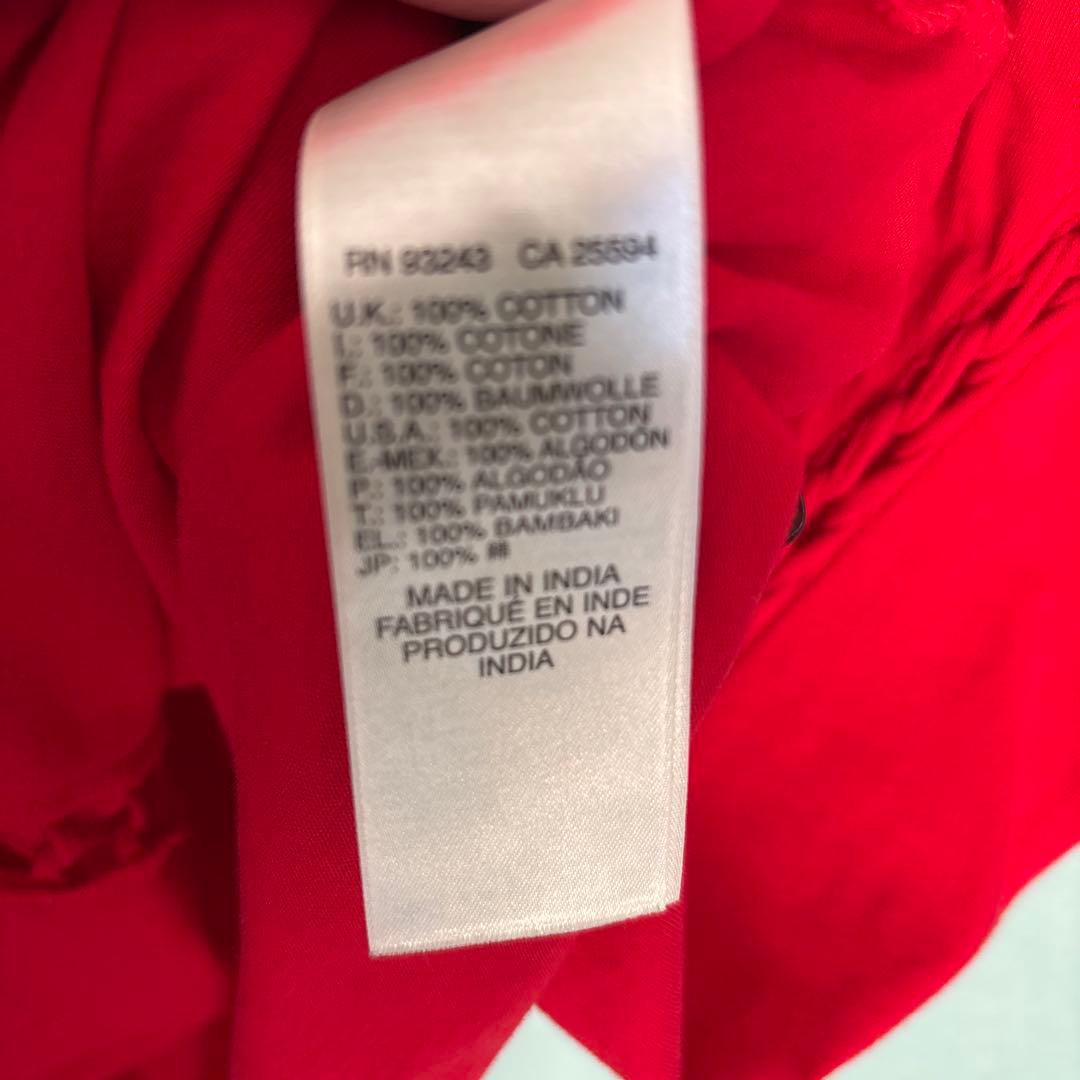 RN 93243 CA 25594
U.K.: 100% COTTON
I.: 100% COTONE
F.: 100% COTON
D.: 100% BAUMWOLLE
U.S.A.: 100% COTTON
E.-MEX.: 100% ALGODÓN
P.: 100% ALGODÃO
T.: 100% PAMUKLU
EL.: 100% BAMBAKI
JP: 100% 綿
MADE IN INDIA
FABRIQUÉ EN INDE
PRODUZIDO NA
INDIA